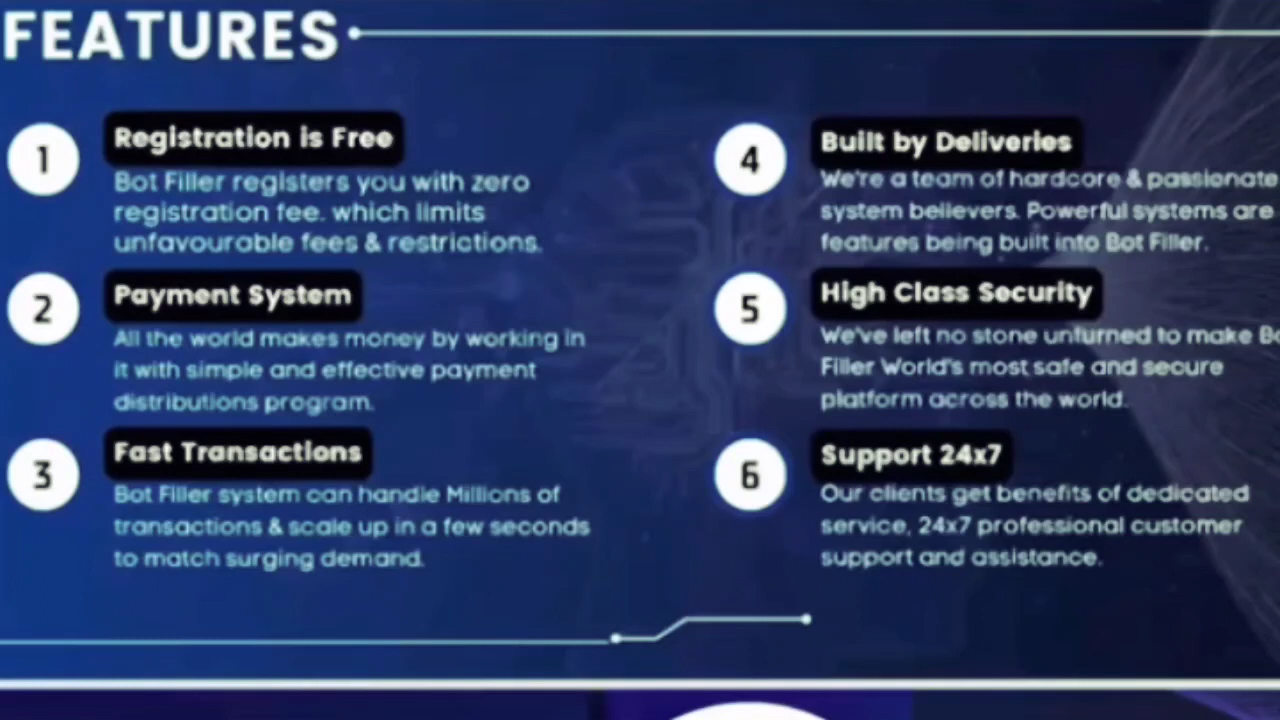 FEATURES
1
Registration is Free
Bot Filler registers you with zero
registration fee. which limits
unfavourable fees & restrictions.
2
Payment System
All the world makes money by working in
it with simple and effective payment
distributions program.
3
Fast Transactions
Bot Filler system can handle Millions of
transactions & scale up in a few seconds
to match surging demand.
4
Built by Deliveries
We're a team of hardcore & passionate
system believers. Powerful systems are
features being built into Bot Filler.
5
High Class Security
We've left no stone unturned to make Bo
Filler World's most safe and secure
platform across the world.
6
Support 24x7
Our clients get benefits of dedicated
service, 24x7 professional customer
support and assistance.